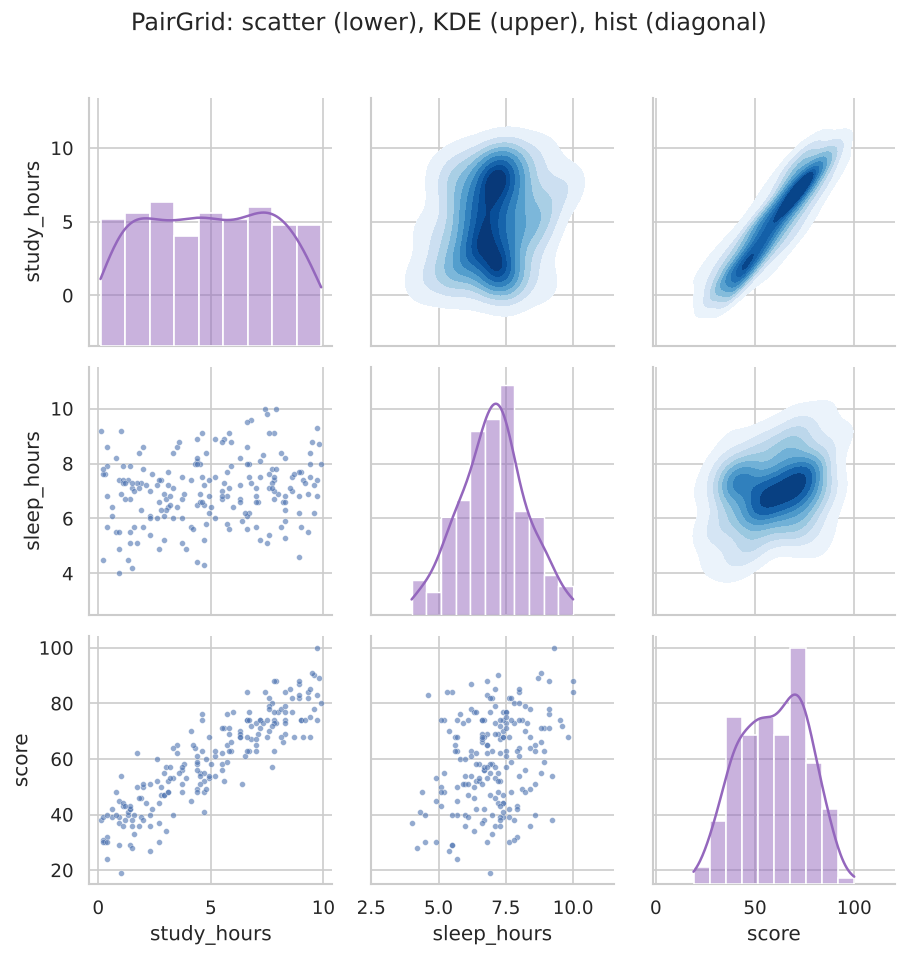 PairGrid: scatter (lower), KDE (upper), hist (diagonal)
study_hours
10
5
0
sleep_hours
10
8
6
4
score
100
80
60
40
20
0 5 10
study_hours
2.5 5.0 7.5 10.0
sleep_hours
0 50 100
score